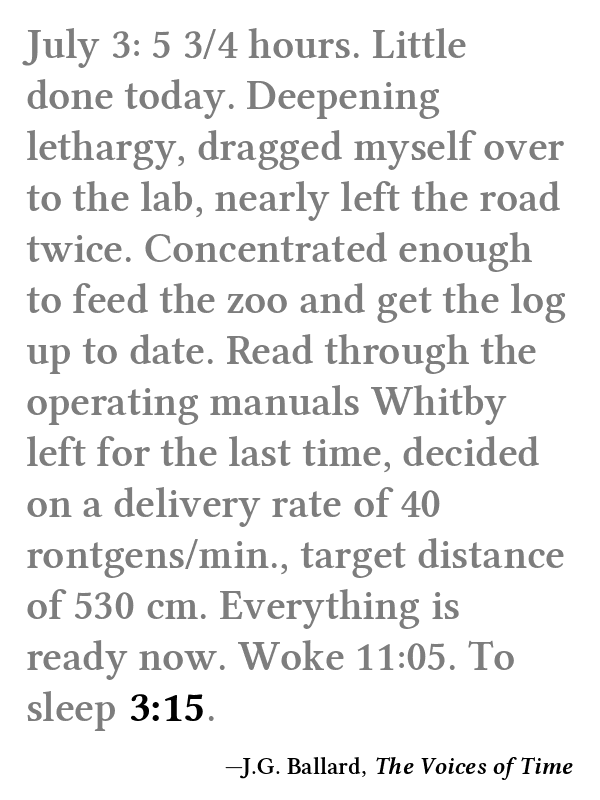 July 3: 5 3/4 hours. Little
done today. Deepening
lethargy, dragged myself over
to the lab, nearly left the road
twice. Concentrated enough
to feed the zoo and get the log
up to date. Read through the
operating manuals Whitby
left for the last time, decided
on a delivery rate of 40
rontgens/min., target distance
of 530 cm. Everything is
ready now. Woke 11:05. To
sleep 3:15.
—J.G. Ballard, The Voices of Time